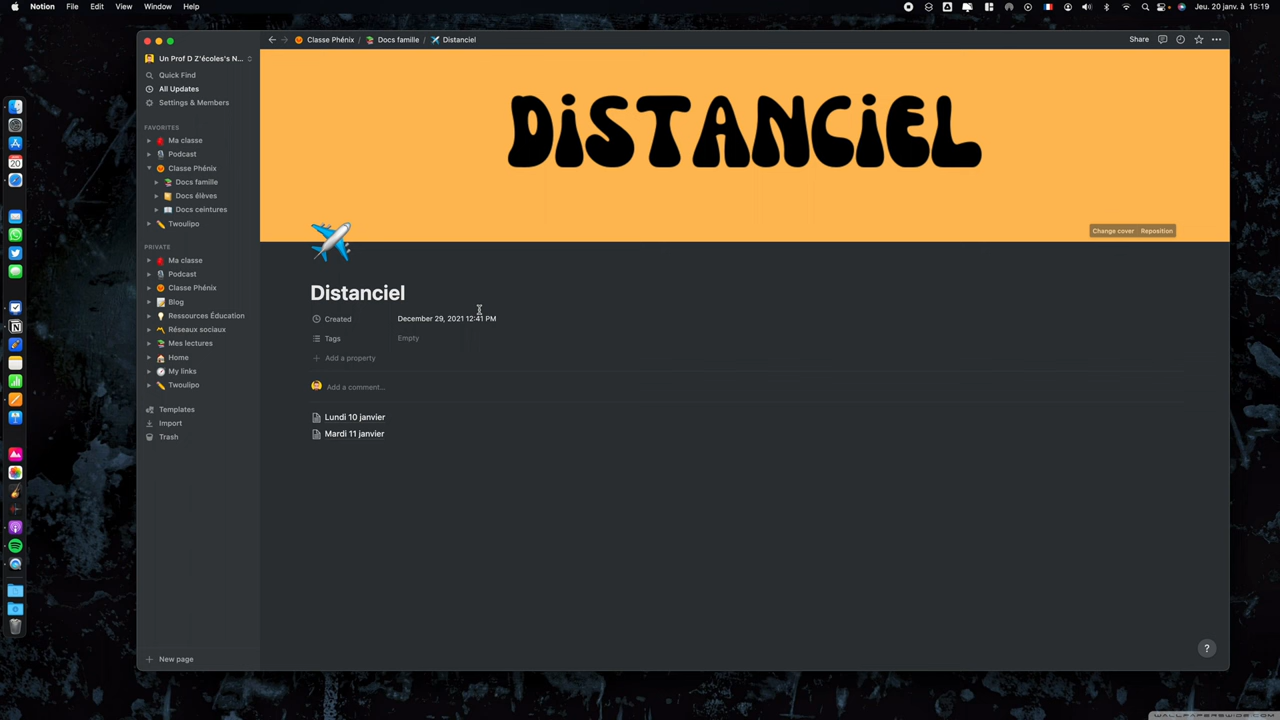 Notion File Edit View Window Help
Jeu. 20 janv. à 15:19
Classe Phénix / Docs famille / Distanciel
Share
Un Prof D Z'écoles's N...
Quick Find
All Updates
Settings & Members
FAVORITES
Ma classe
Podcast
Classe Phénix
Docs famille
Docs élèves
Docs ceintures
Twoulipo
PRIVATE
Ma classe
Podcast
Classe Phénix
Blog
Ressources Éducation
Réseaux sociaux
Mes lectures
Home
My links
Twoulipo
Templates
Import
Trash
New page
20
DiSTANCiEL
Change cover Reposition
Distanciel
Created December 29, 2021 12:41 PM
Tags Empty
Add a property
Add a comment...
Lundi 10 janvier
Mardi 11 janvier
?
WALLPAPERSWIDE.COM